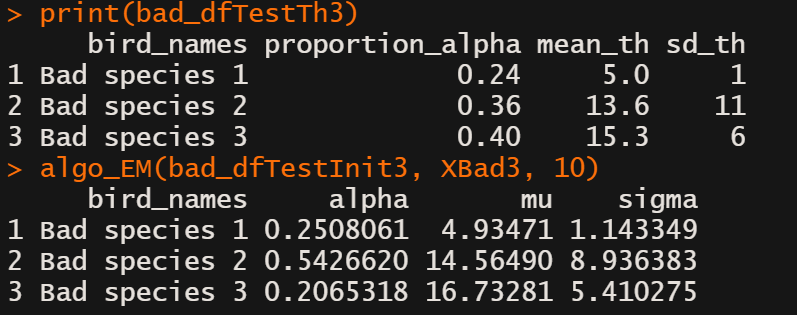 > print(bad_dfTestTh3)
    bird_names proportion_alpha mean_th sd_th
1 Bad species 1             0.24     5.0     1
2 Bad species 2             0.36    13.6    11
3 Bad species 3             0.40    15.3     6
> algo_EM(bad_dfTestInit3, XBad3, 10)
    bird_names     alpha       mu    sigma
1 Bad species 1 0.2508061  4.93471 1.143349
2 Bad species 2 0.5426620 14.56490 8.936383
3 Bad species 3 0.2065318 16.73281 5.410275